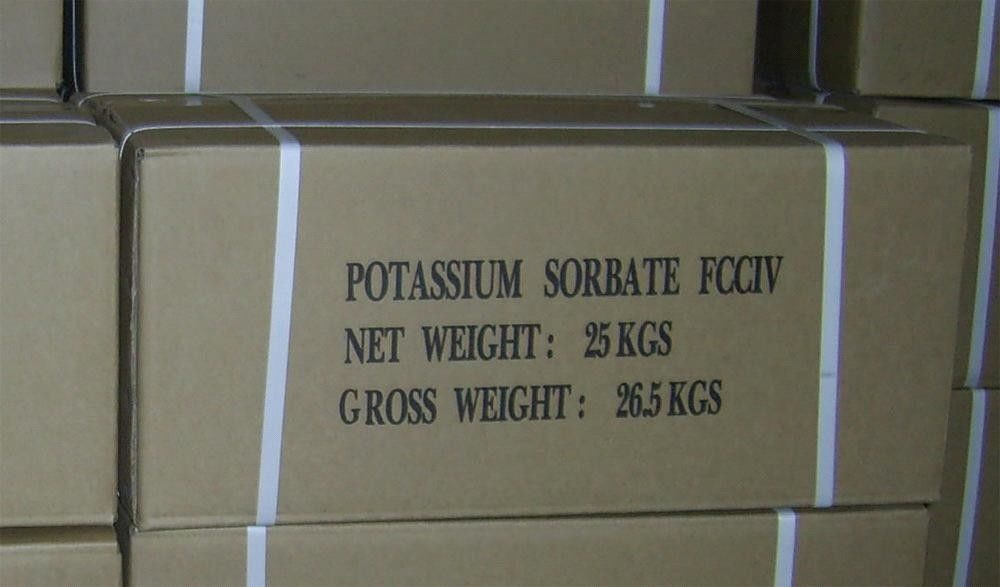 POTASSIUM SORBATE FCCIV
NET WEIGHT: 25 KGS
GROSS WEIGHT: 26.5 KGS